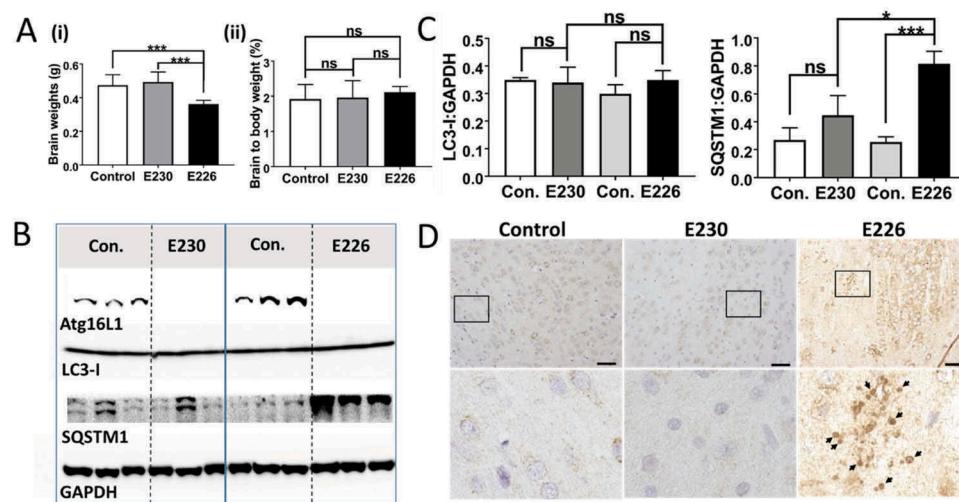 A (i)
Brain weights (g)
0.6
0.4
0.2
0.0
***
***
Control E230 E226
(ii)
Brain to body weight (%)
3
2
1
0
ns
ns ns
Control E230 E226
C
LC3-I:GAPDH
0.5
0.4
0.3
0.2
0.1
0.0
ns
ns
ns
Con. E230 Con. E226
SQSTM1:GAPDH
1.0
0.8
0.6
0.4
0.2
0.0
*
***
ns
Con. E230 Con. E226
B
Con. E230 Con. E226
Atg16L1
LC3-I
SQSTM1
GAPDH
D
Control E230 E226